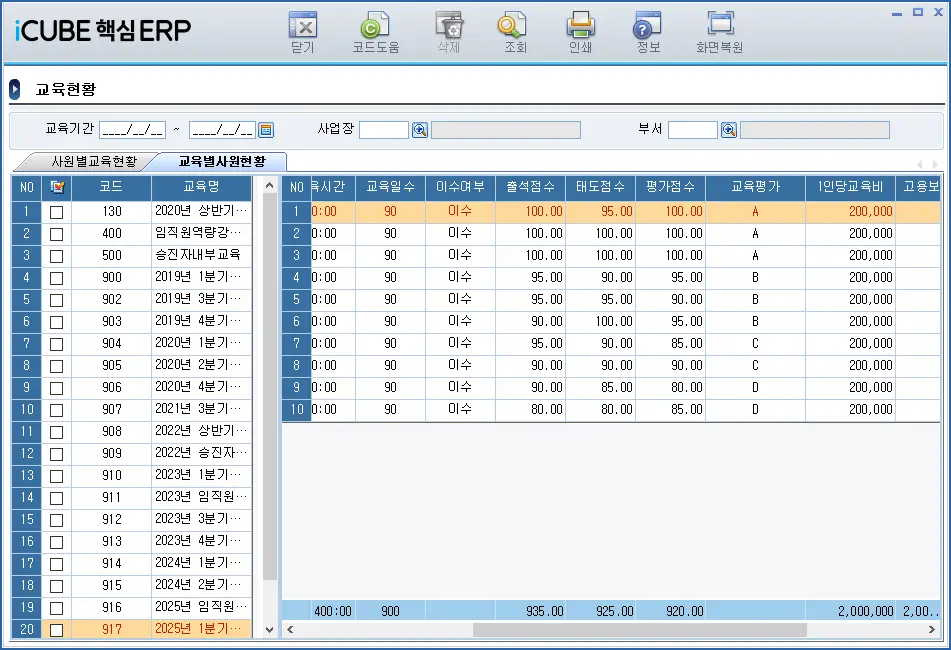 iCUBE 핵심ERP
닫기 코드도움 삭제 조회 인쇄 정보 화면복원
교육현황
교육기간 ____/__/__ ~ ____/__/__ 사업장 부서
사원별교육현황 교육별사원현황
NO 코드 교육명
1 130 2020년 상반기…
2 400 임직원역량강…
3 500 승진자내부교육
4 900 2019년 1분기…
5 902 2019년 3분기…
6 903 2019년 4분기…
7 904 2020년 1분기…
8 905 2020년 2분기…
9 906 2020년 4분기…
10 907 2021년 3분기…
11 908 2022년 상반기…
12 909 2022년 승진자…
13 910 2023년 1분기…
14 911 2023년 임직원…
15 912 2023년 3분기…
16 913 2023년 4분기…
17 914 2024년 1분기…
18 915 2024년 2분기…
19 916 2025년 임직원…
20 917 2025년 1분기…
NO 육시간 교육일수 이수여부 출석점수 태도점수 평가점수 교육평가 1인당교육비 고용보
1 0:00 90 이수 100.00 95.00 100.00 A 200,000
2 0:00 90 이수 100.00 100.00 100.00 A 200,000
3 0:00 90 이수 100.00 100.00 100.00 A 200,000
4 0:00 90 이수 95.00 90.00 95.00 B 200,000
5 0:00 90 이수 95.00 95.00 90.00 B 200,000
6 0:00 90 이수 90.00 100.00 95.00 B 200,000
7 0:00 90 이수 95.00 90.00 85.00 C 200,000
8 0:00 90 이수 90.00 90.00 90.00 C 200,000
9 0:00 90 이수 90.00 85.00 80.00 D 200,000
10 0:00 90 이수 80.00 80.00 85.00 D 200,000
400:00 900 935.00 925.00 920.00 2,000,000 2,00..